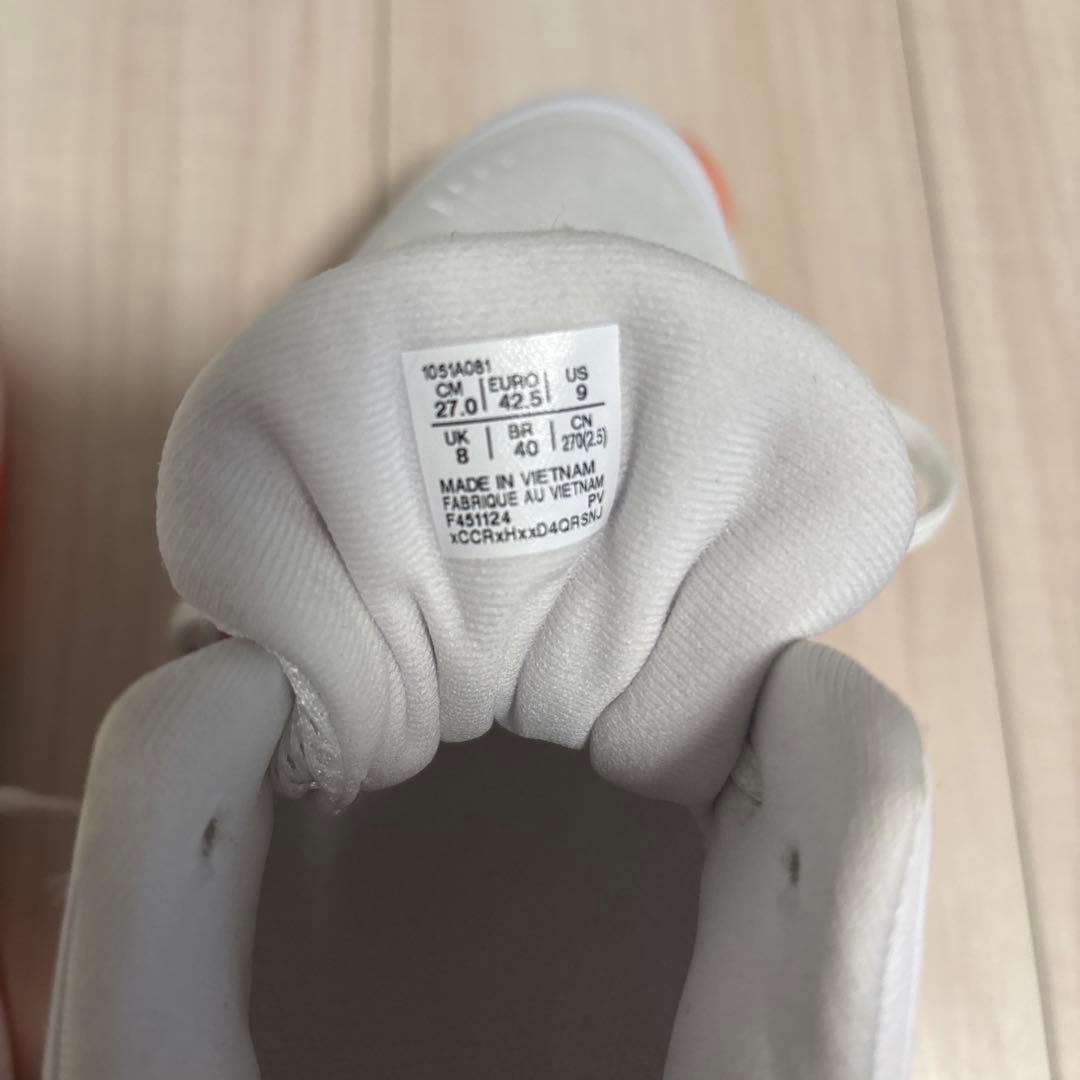 1051A081
CM | EURO | US
27.0 | 42.5 | 9
UK | BR | CN
8 | 40 | 270(2.5)
MADE IN VIETNAM
FABRIQUE AU VIETNAM
F451124 PV
xCCRxHxxD4QRSNJ